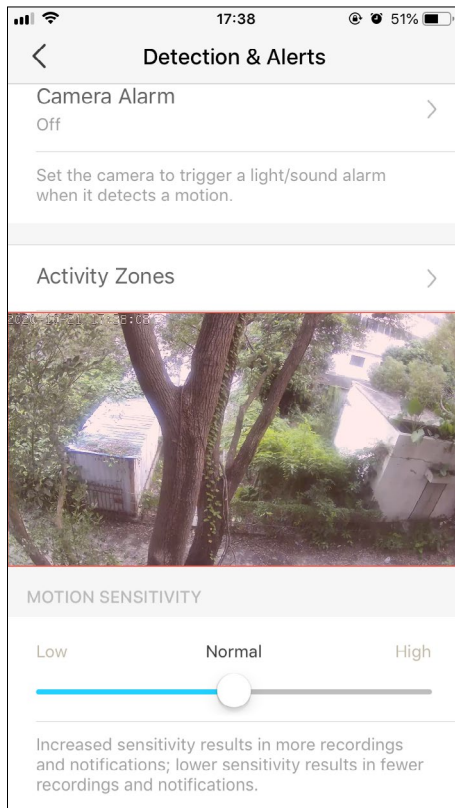 17:38
51%
Detection & Alerts
Camera Alarm
Off
Set the camera to trigger a light/sound alarm
when it detects a motion.
Activity Zones
MOTION SENSITIVITY
Low
Normal
High
Increased sensitivity results in more recordings
and notifications; lower sensitivity results in fewer
recordings and notifications.